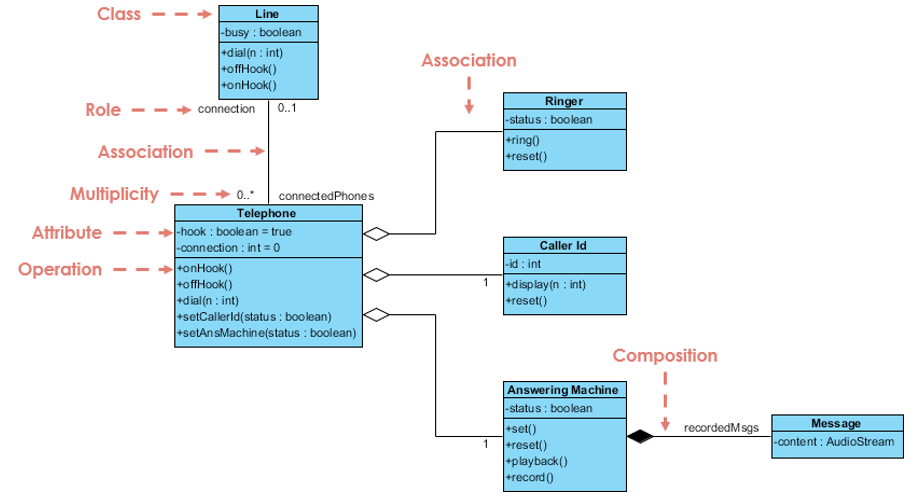 Class
Line
-busy : boolean
+dial(n : int)
+offHook()
+onHook()
Role
connection
0..1
Association
Association
Multiplicity
0..*
connectedPhones
Ringer
-status : boolean
+ring()
+reset()
Telephone
Attribute
-hook : boolean = true
-connection : int = 0
Operation
+onHook()
+offHook()
+dial(n : int)
+setCallerId(status : boolean)
+setAnsMachine(status : boolean)
Caller Id
-id : int
+display(n : int)
+reset()
1
Composition
Answering Machine
-status : boolean
+set()
+reset()
+playback()
+record()
1
recordedMsgs
Message
-content : AudioStream